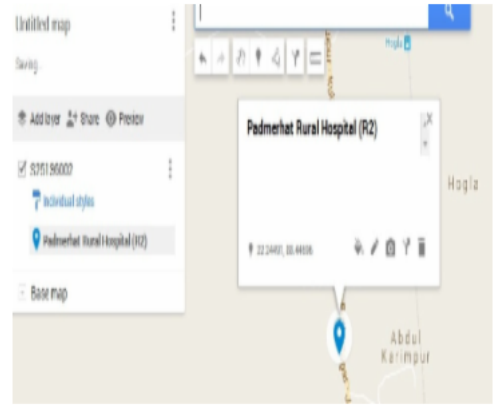 Untitled map
Saving...
Add layer Share Preview
S25196002
Individual styles
Padmerhat Rural Hospital (R2)
Base map
Hogla
Padmerhat Rural Hospital (R2)
Hogla
Abdul
Karimpur